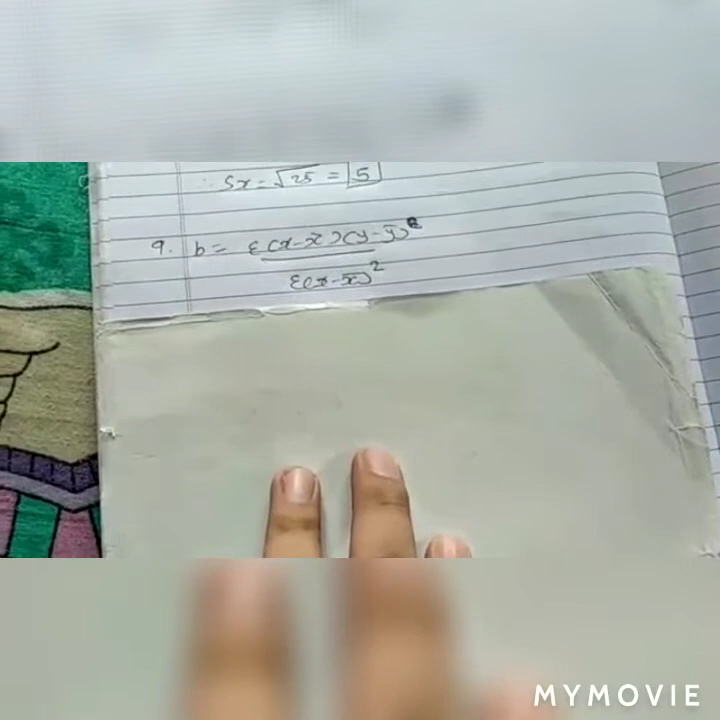 ∴ Sx = √25 = 5
9. b = Σ(x-x̄)(y-ȳ)
Σ(x-x̄)²
MYMOVIE